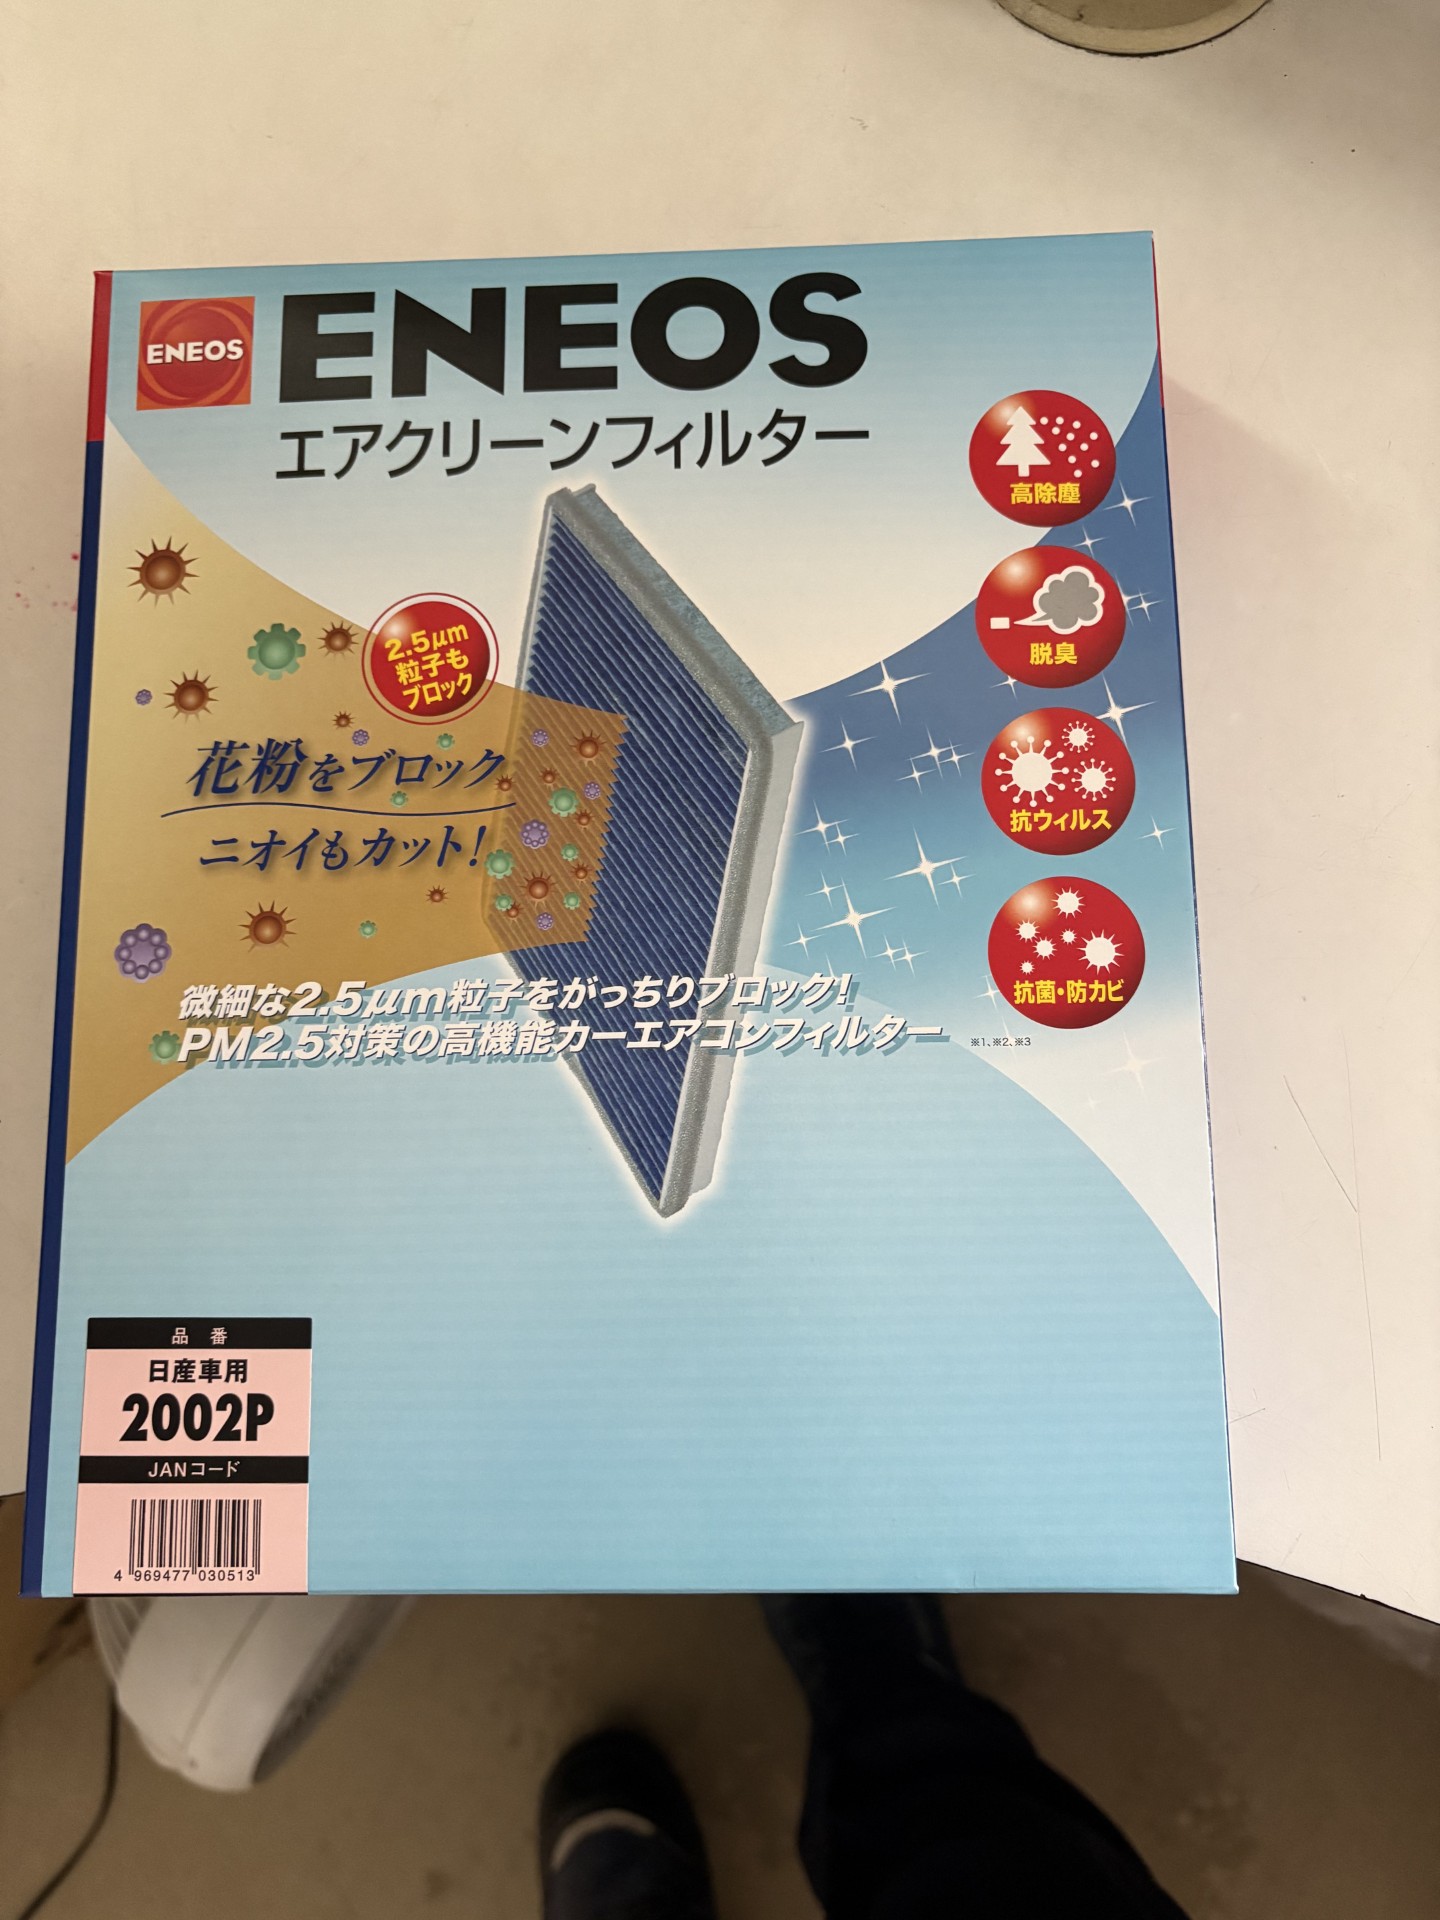 ENEOS
ENEOS
エアクリーンフィルター
高除塵
脱臭
2.5μm
粒子も
ブロック
花粉をブロック
ニオイもカット!
抗ウィルス
抗菌・防カビ
微細な2.5μm粒子をがっちりブロック!
PM2.5対策の高機能カーエアコンフィルター
※1、※2、※3
品 番
日産車用
2002P
JANコード
4 969477 030513